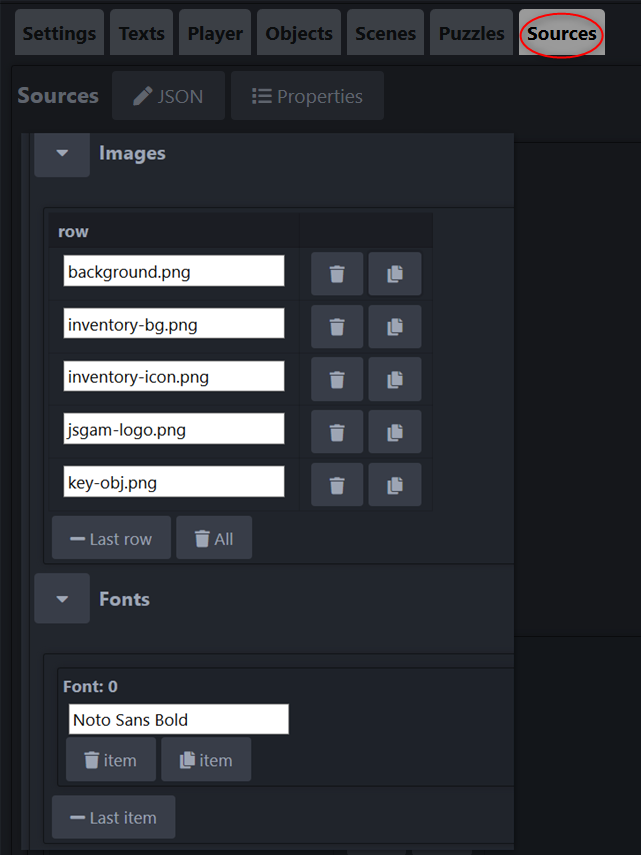 Settings Texts Player Objects Scenes Puzzles Sources
Sources JSON Properties
Images
row
background.png
inventory-bg.png
inventory-icon.png
jsgam-logo.png
key-obj.png
Last row All
Fonts
Font: 0
Noto Sans Bold
item item
Last item